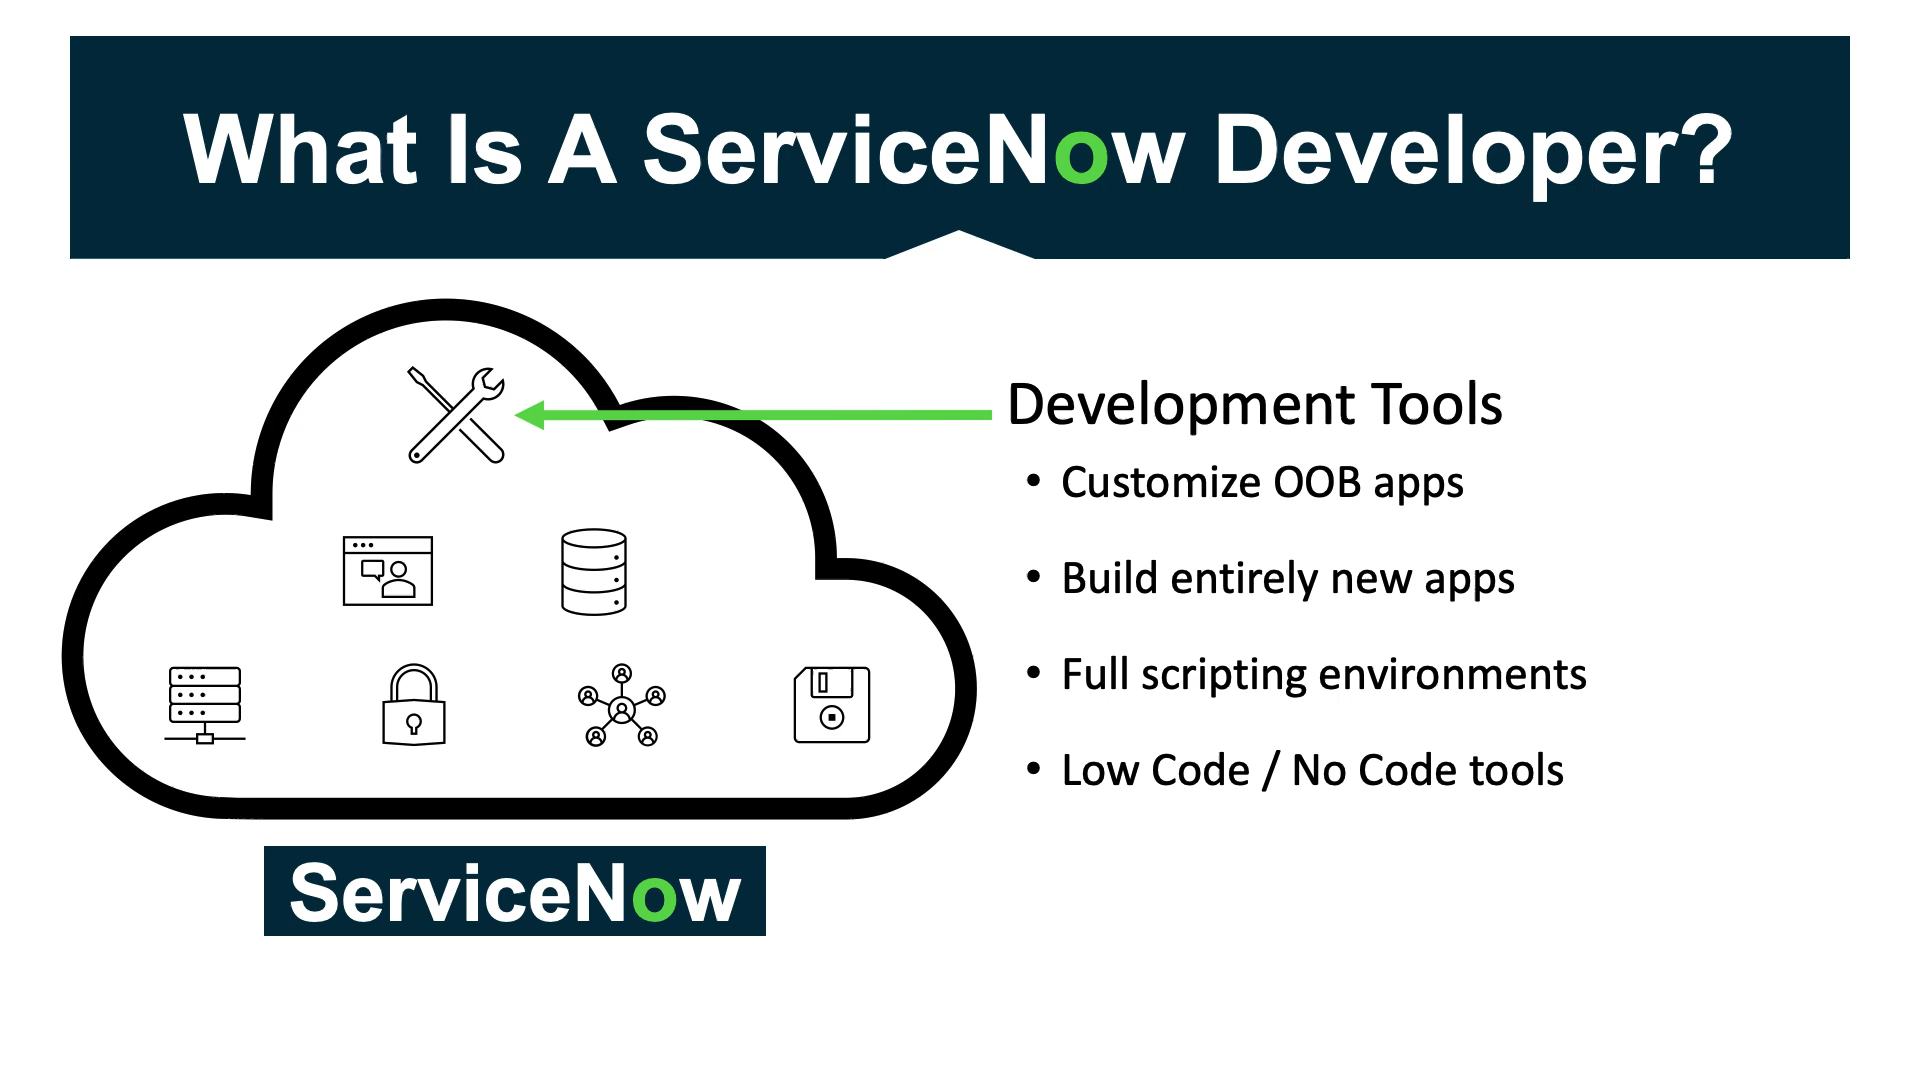 What Is A ServiceNow Developer?
Development Tools
• Customize OOB apps
• Build entirely new apps
• Full scripting environments
• Low Code / No Code tools
ServiceNow